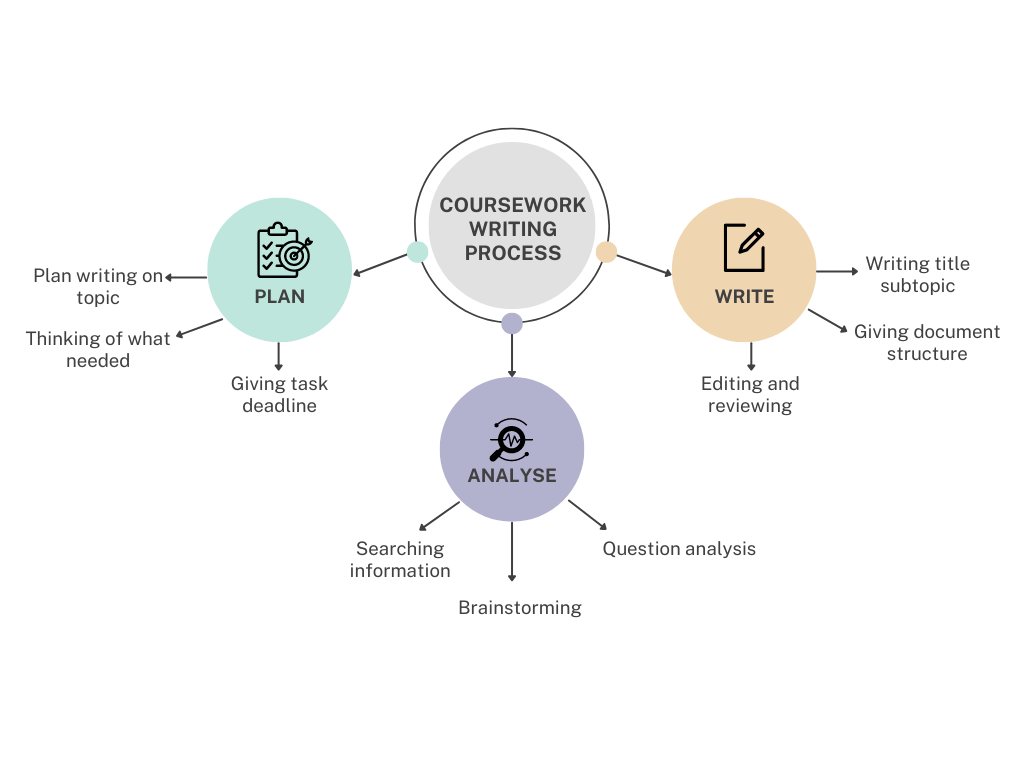 COURSEWORK
WRITING
PROCESS
PLAN
Plan writing on
topic
Thinking of what
needed
Giving task
deadline
ANALYSE
Searching
information
Brainstorming
Question analysis
WRITE
Writing title
subtopic
Giving document
structure
Editing and
reviewing